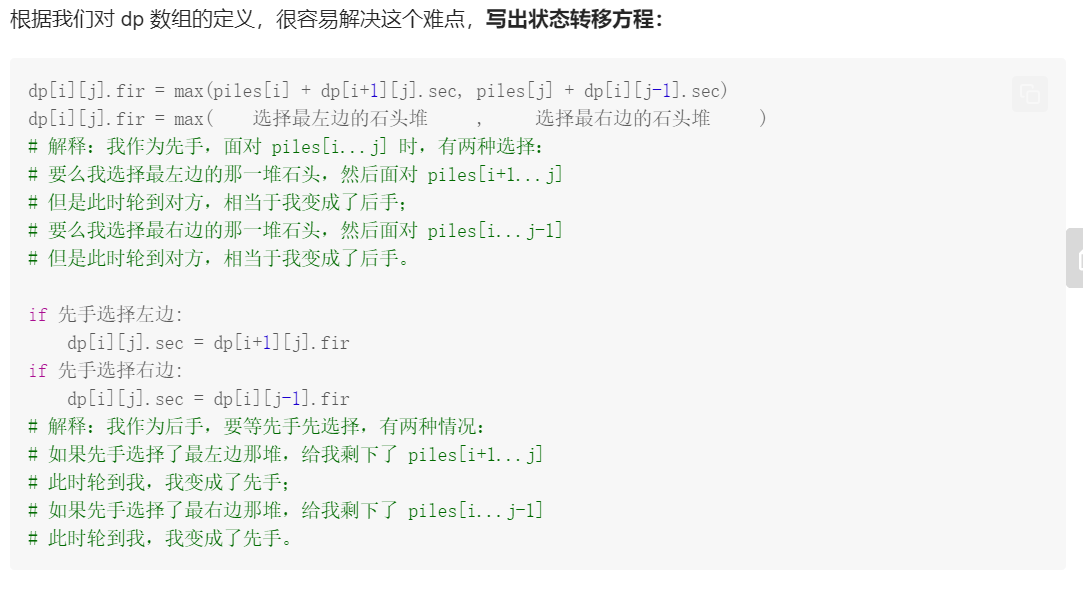 根据我们对 dp 数组的定义，很容易解决这个难点，写出状态转移方程：
dp[i][j].fir = max(piles[i] + dp[i+1][j].sec, piles[j] + dp[i][j-1].sec)
dp[i][j].fir = max(    选择最左边的石头堆     ,     选择最右边的石头堆     )
# 解释：我作为先手，面对 piles[i...j] 时，有两种选择：
# 要么我选择最左边的那一堆石头，然后面对 piles[i+1...j]
# 但是此时轮到对方，相当于我变成了后手；
# 要么我选择最右边的那一堆石头，然后面对 piles[i...j-1]
# 但是此时轮到对方，相当于我变成了后手。
if 先手选择左边:
    dp[i][j].sec = dp[i+1][j].fir
if 先手选择右边:
    dp[i][j].sec = dp[i][j-1].fir
# 解释：我作为后手，要等先手先选择，有两种情况：
# 如果先手选择了最左边那堆，给我剩下了 piles[i+1...j]
# 此时轮到我，我变成了先手；
# 如果先手选择了最右边那堆，给我剩下了 piles[i...j-1]
# 此时轮到我，我变成了先手。